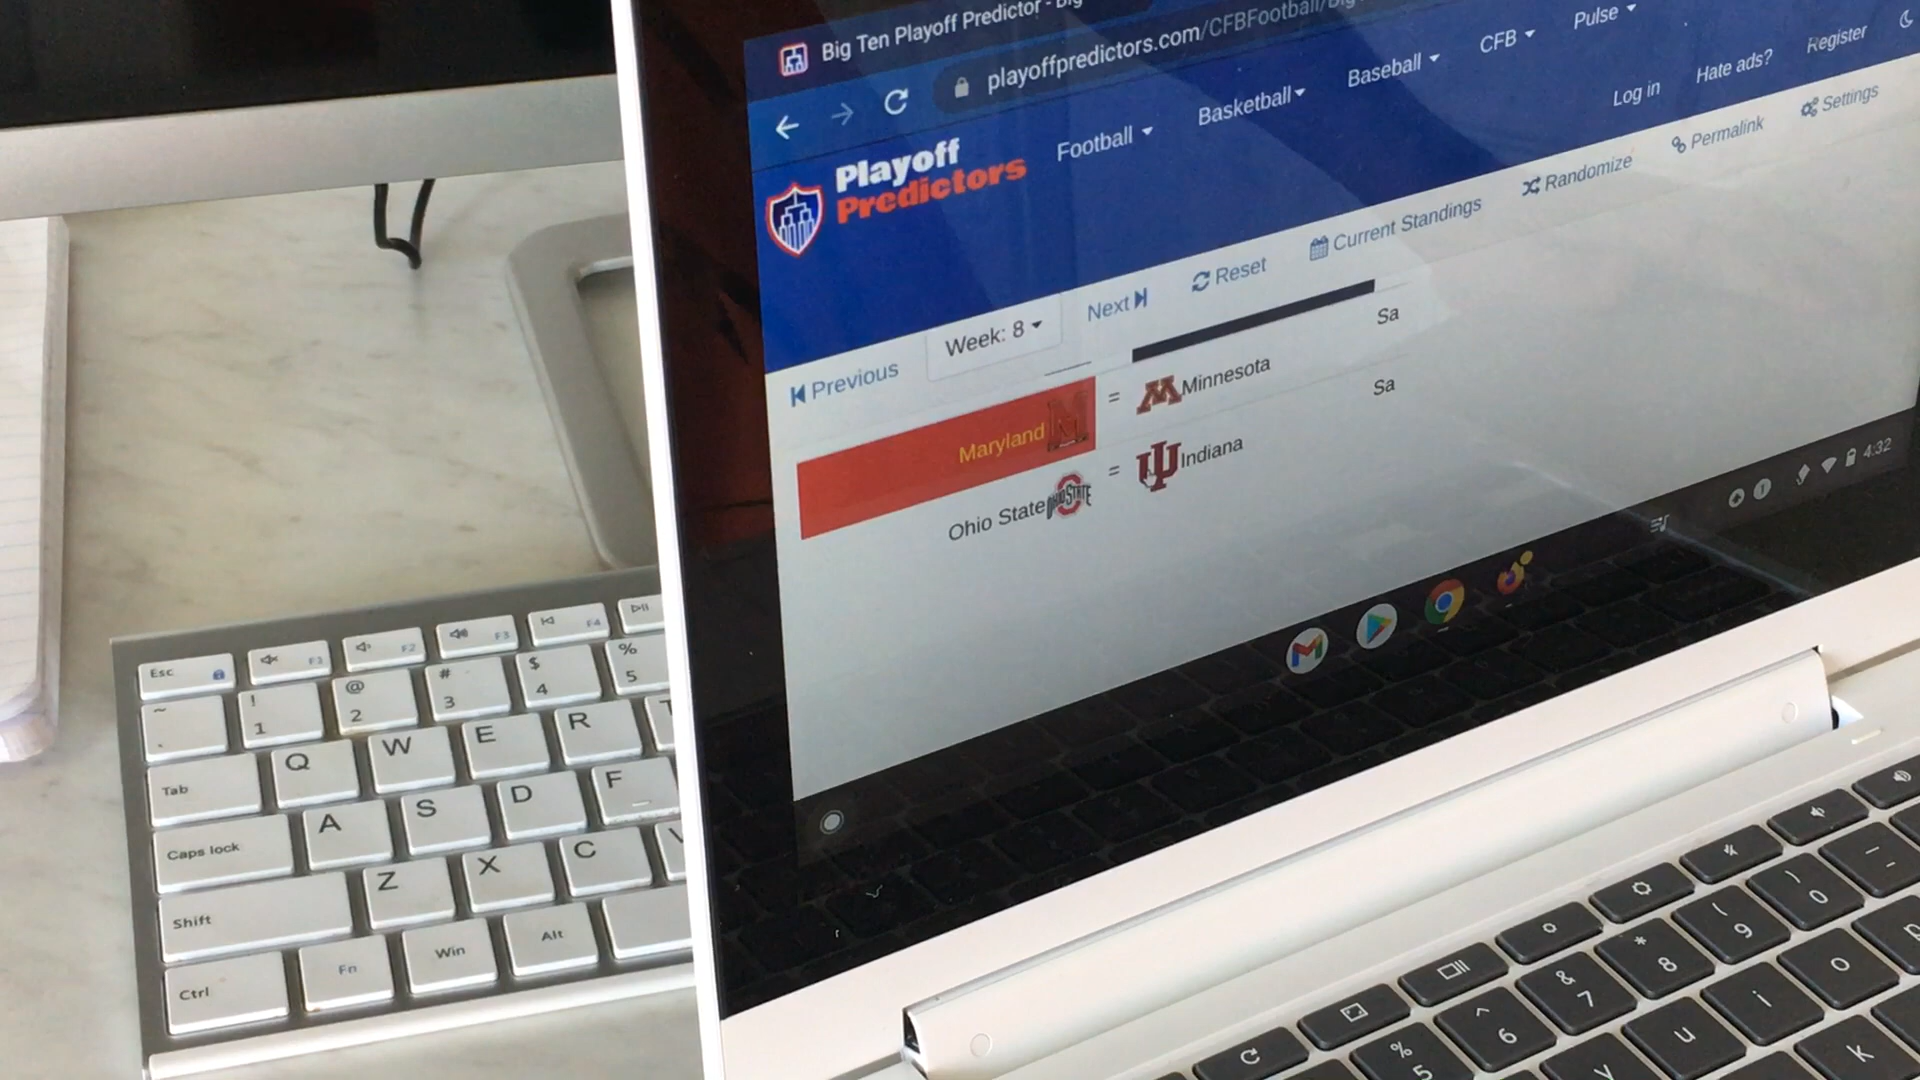 Big Ten Playoff Predictor - Big
playoffpredictors.com/CFBFootball/Big
Playoff
Predictors
Football
Basketball
Baseball
CFB
Pulse
Log in
Hate ads?
Register
Previous
Week: 8
Next
Reset
Current Standings
Randomize
Permalink
Settings
Sa
Maryland = Minnesota
Sa
Ohio State OHIO STATE = Indiana
4:32
Esc F1 F2 F3 F4
~ ! 1 @ 2 # 3 $ 4 % 5
Tab Q W E R T
Caps lock A S D F
Shift Z X C V
Ctrl Fn Win Alt
% 5 ^ 6 & 7 * 8 ( 9 ) 0
y u i o p
K